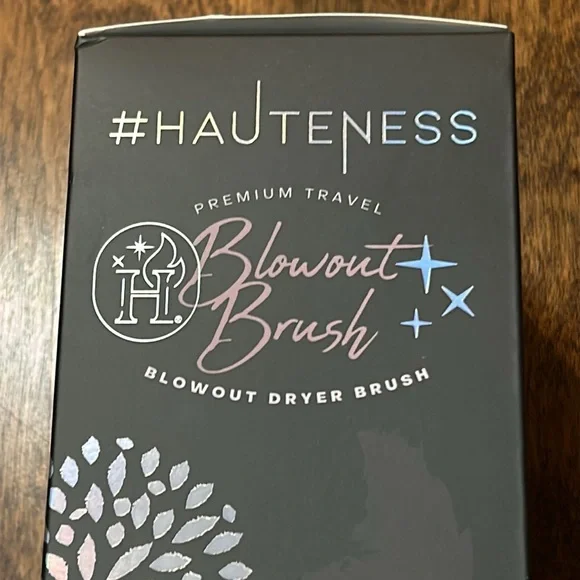 #HAUTENESS
PREMIUM TRAVEL
H®
Blowout
Brush
BLOWOUT DRYER BRUSH